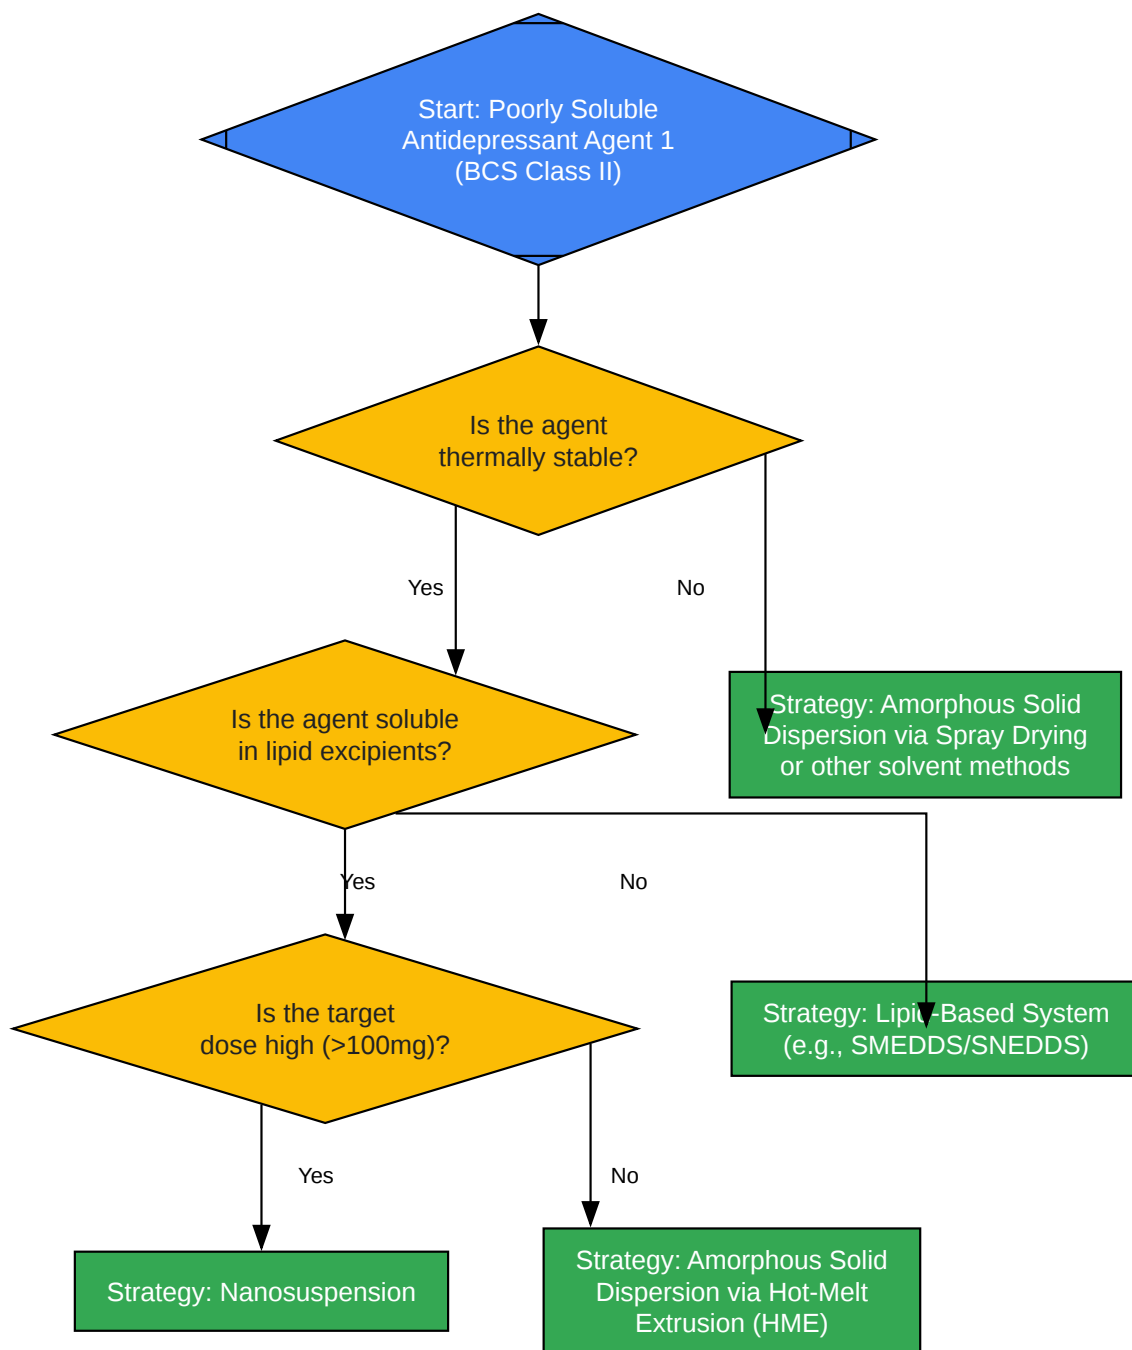 Start: Poorly Soluble
Antidepressant Agent 1
(BCS Class II)
Is the agent
thermally stable?
Yes
No
Is the agent soluble
in lipid excipients?
Strategy: Amorphous Solid
Dispersion via Spray Drying
or other solvent methods
Yes
No
Is the target
dose high (>100mg)?
Strategy: Lipid-Based System
(e.g., SMEDDS/SNEDDS)
Yes
No
Strategy: Nanosuspension
Strategy: Amorphous Solid
Dispersion via Hot-Melt
Extrusion (HME)